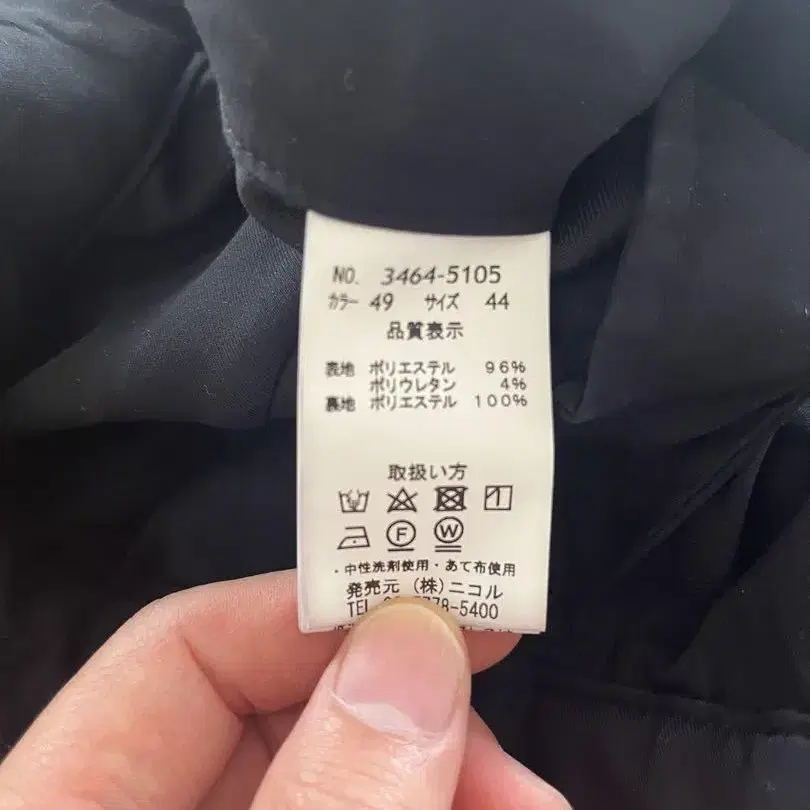 NO. 3464-5105
カラー 49 サイズ 44
品質表示
表地 ポリエステル 96%
ポリウレタン 4%
裏地 ポリエステル 100%
取扱い方
F W
・中性洗剤使用・あて布使用
発売元 (株)ニコル
TEL 78-5400